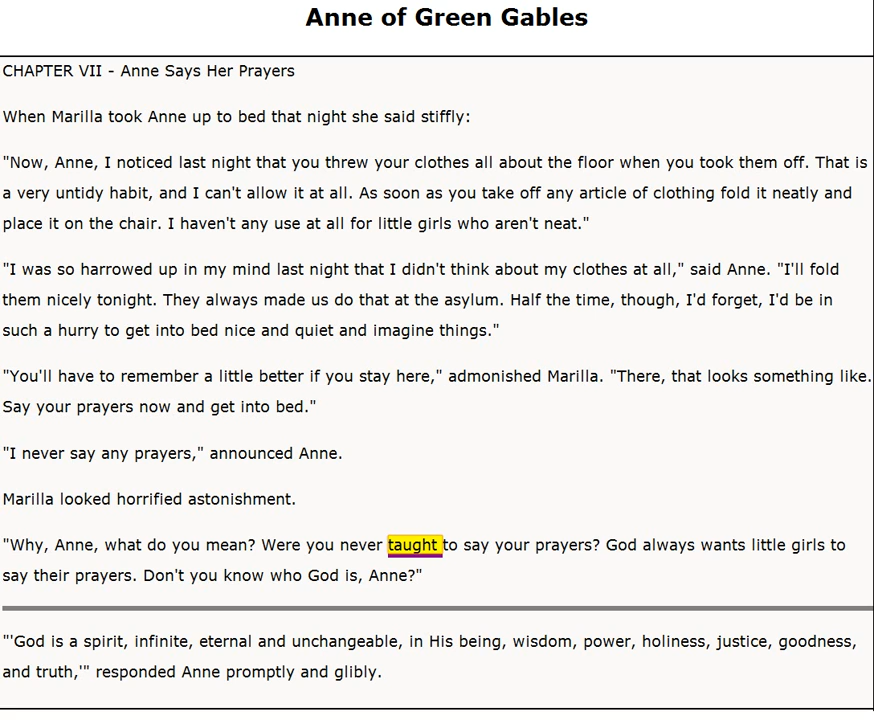 Anne of Green Gables
CHAPTER VII - Anne Says Her Prayers
When Marilla took Anne up to bed that night she said stiffly:
"Now, Anne, I noticed last night that you threw your clothes all about the floor when you took them off. That is
a very untidy habit, and I can't allow it at all. As soon as you take off any article of clothing fold it neatly and
place it on the chair. I haven't any use at all for little girls who aren't neat."
"I was so harrowed up in my mind last night that I didn't think about my clothes at all," said Anne. "I'll fold
them nicely tonight. They always made us do that at the asylum. Half the time, though, I'd forget, I'd be in
such a hurry to get into bed nice and quiet and imagine things."
"You'll have to remember a little better if you stay here," admonished Marilla. "There, that looks something like.
Say your prayers now and get into bed."
"I never say any prayers," announced Anne.
Marilla looked horrified astonishment.
"Why, Anne, what do you mean? Were you never taught to say your prayers? God always wants little girls to
say their prayers. Don't you know who God is, Anne?"
"'God is a spirit, infinite, eternal and unchangeable, in His being, wisdom, power, holiness, justice, goodness,
and truth,'" responded Anne promptly and glibly.